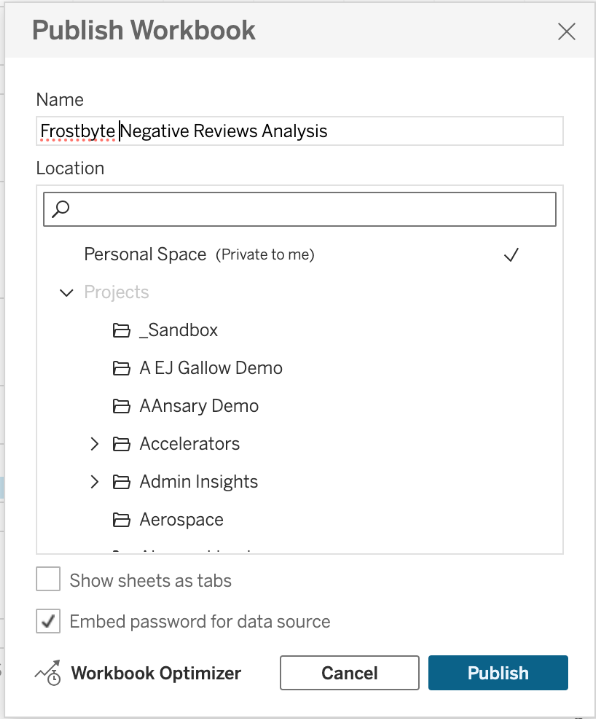 Publish Workbook
Name
Frostbyte Negative Reviews Analysis
Location
Personal Space (Private to me)
Projects
_Sandbox
A EJ Gallow Demo
AAnsary Demo
Accelerators
Admin Insights
Aerospace
Show sheets as tabs
Embed password for data source
Workbook Optimizer
Cancel
Publish